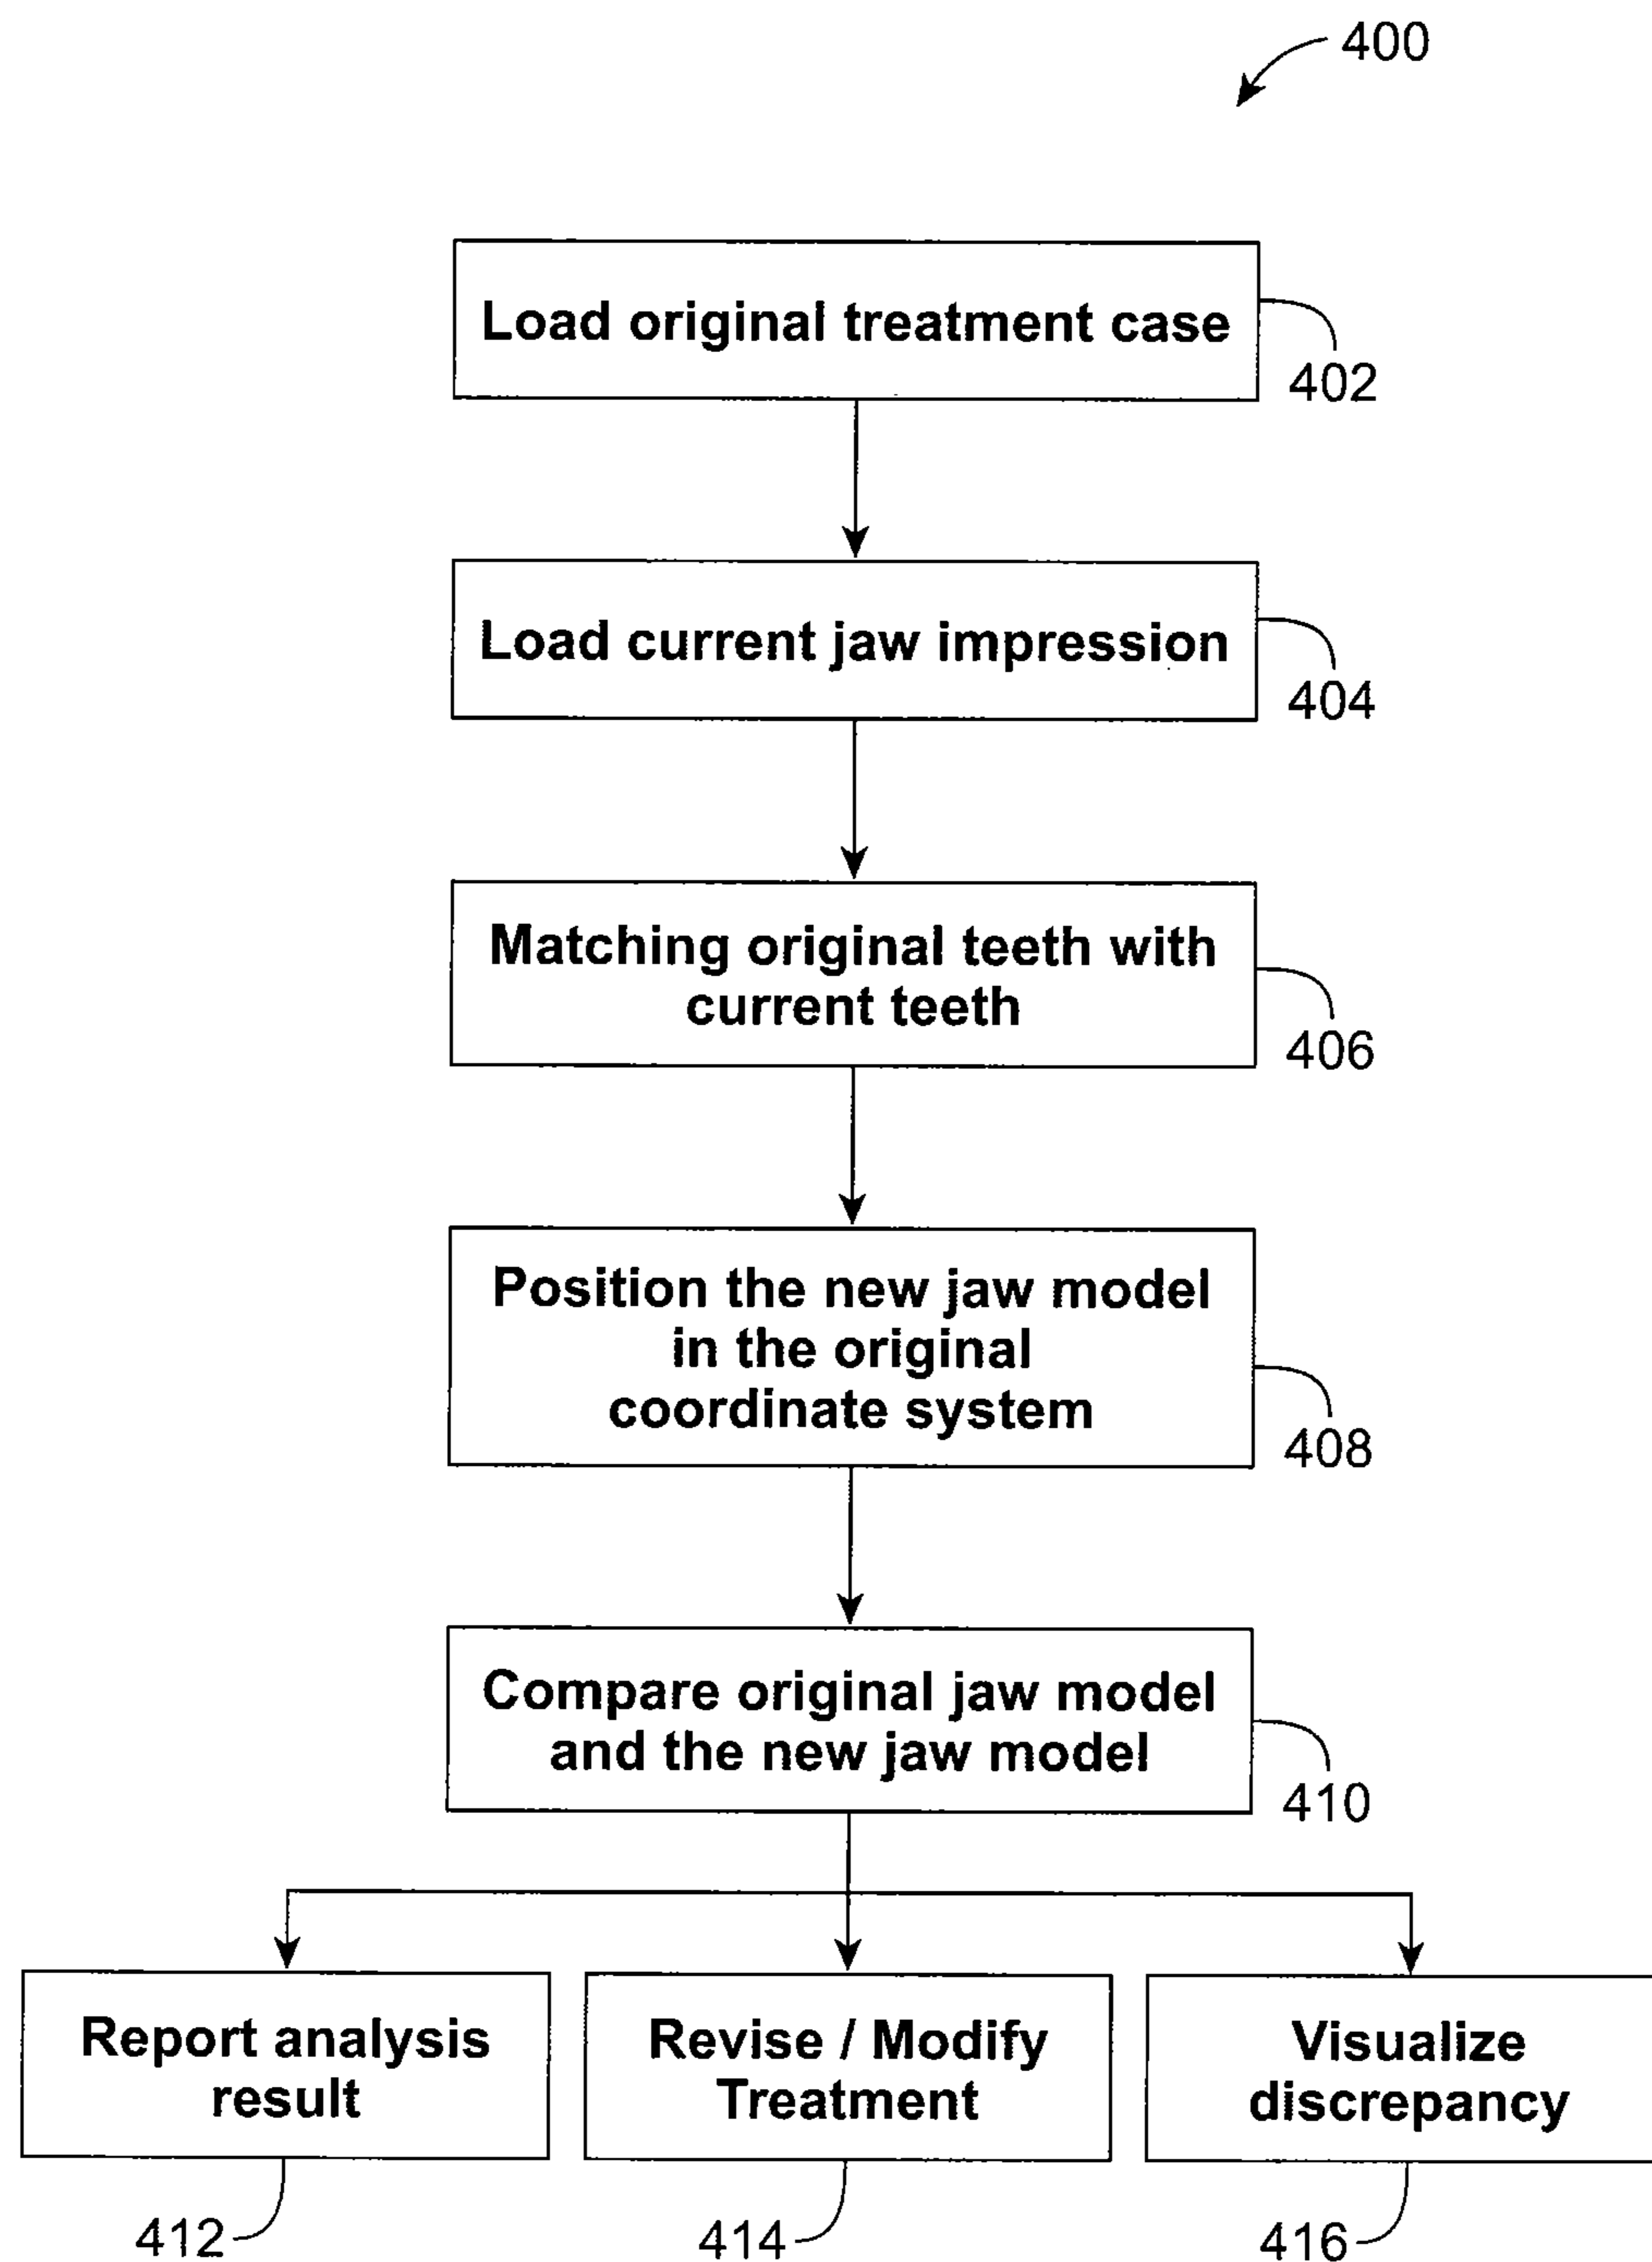 400
Load original treatment case
402
Load current jaw impression
404
Matching original teeth with
current teeth
406
Position the new jaw model
in the original
coordinate system
408
Compare original jaw model
and the new jaw model
410
Report analysis
result
412
Revise / Modify
Treatment
414
Visualize
discrepancy
416